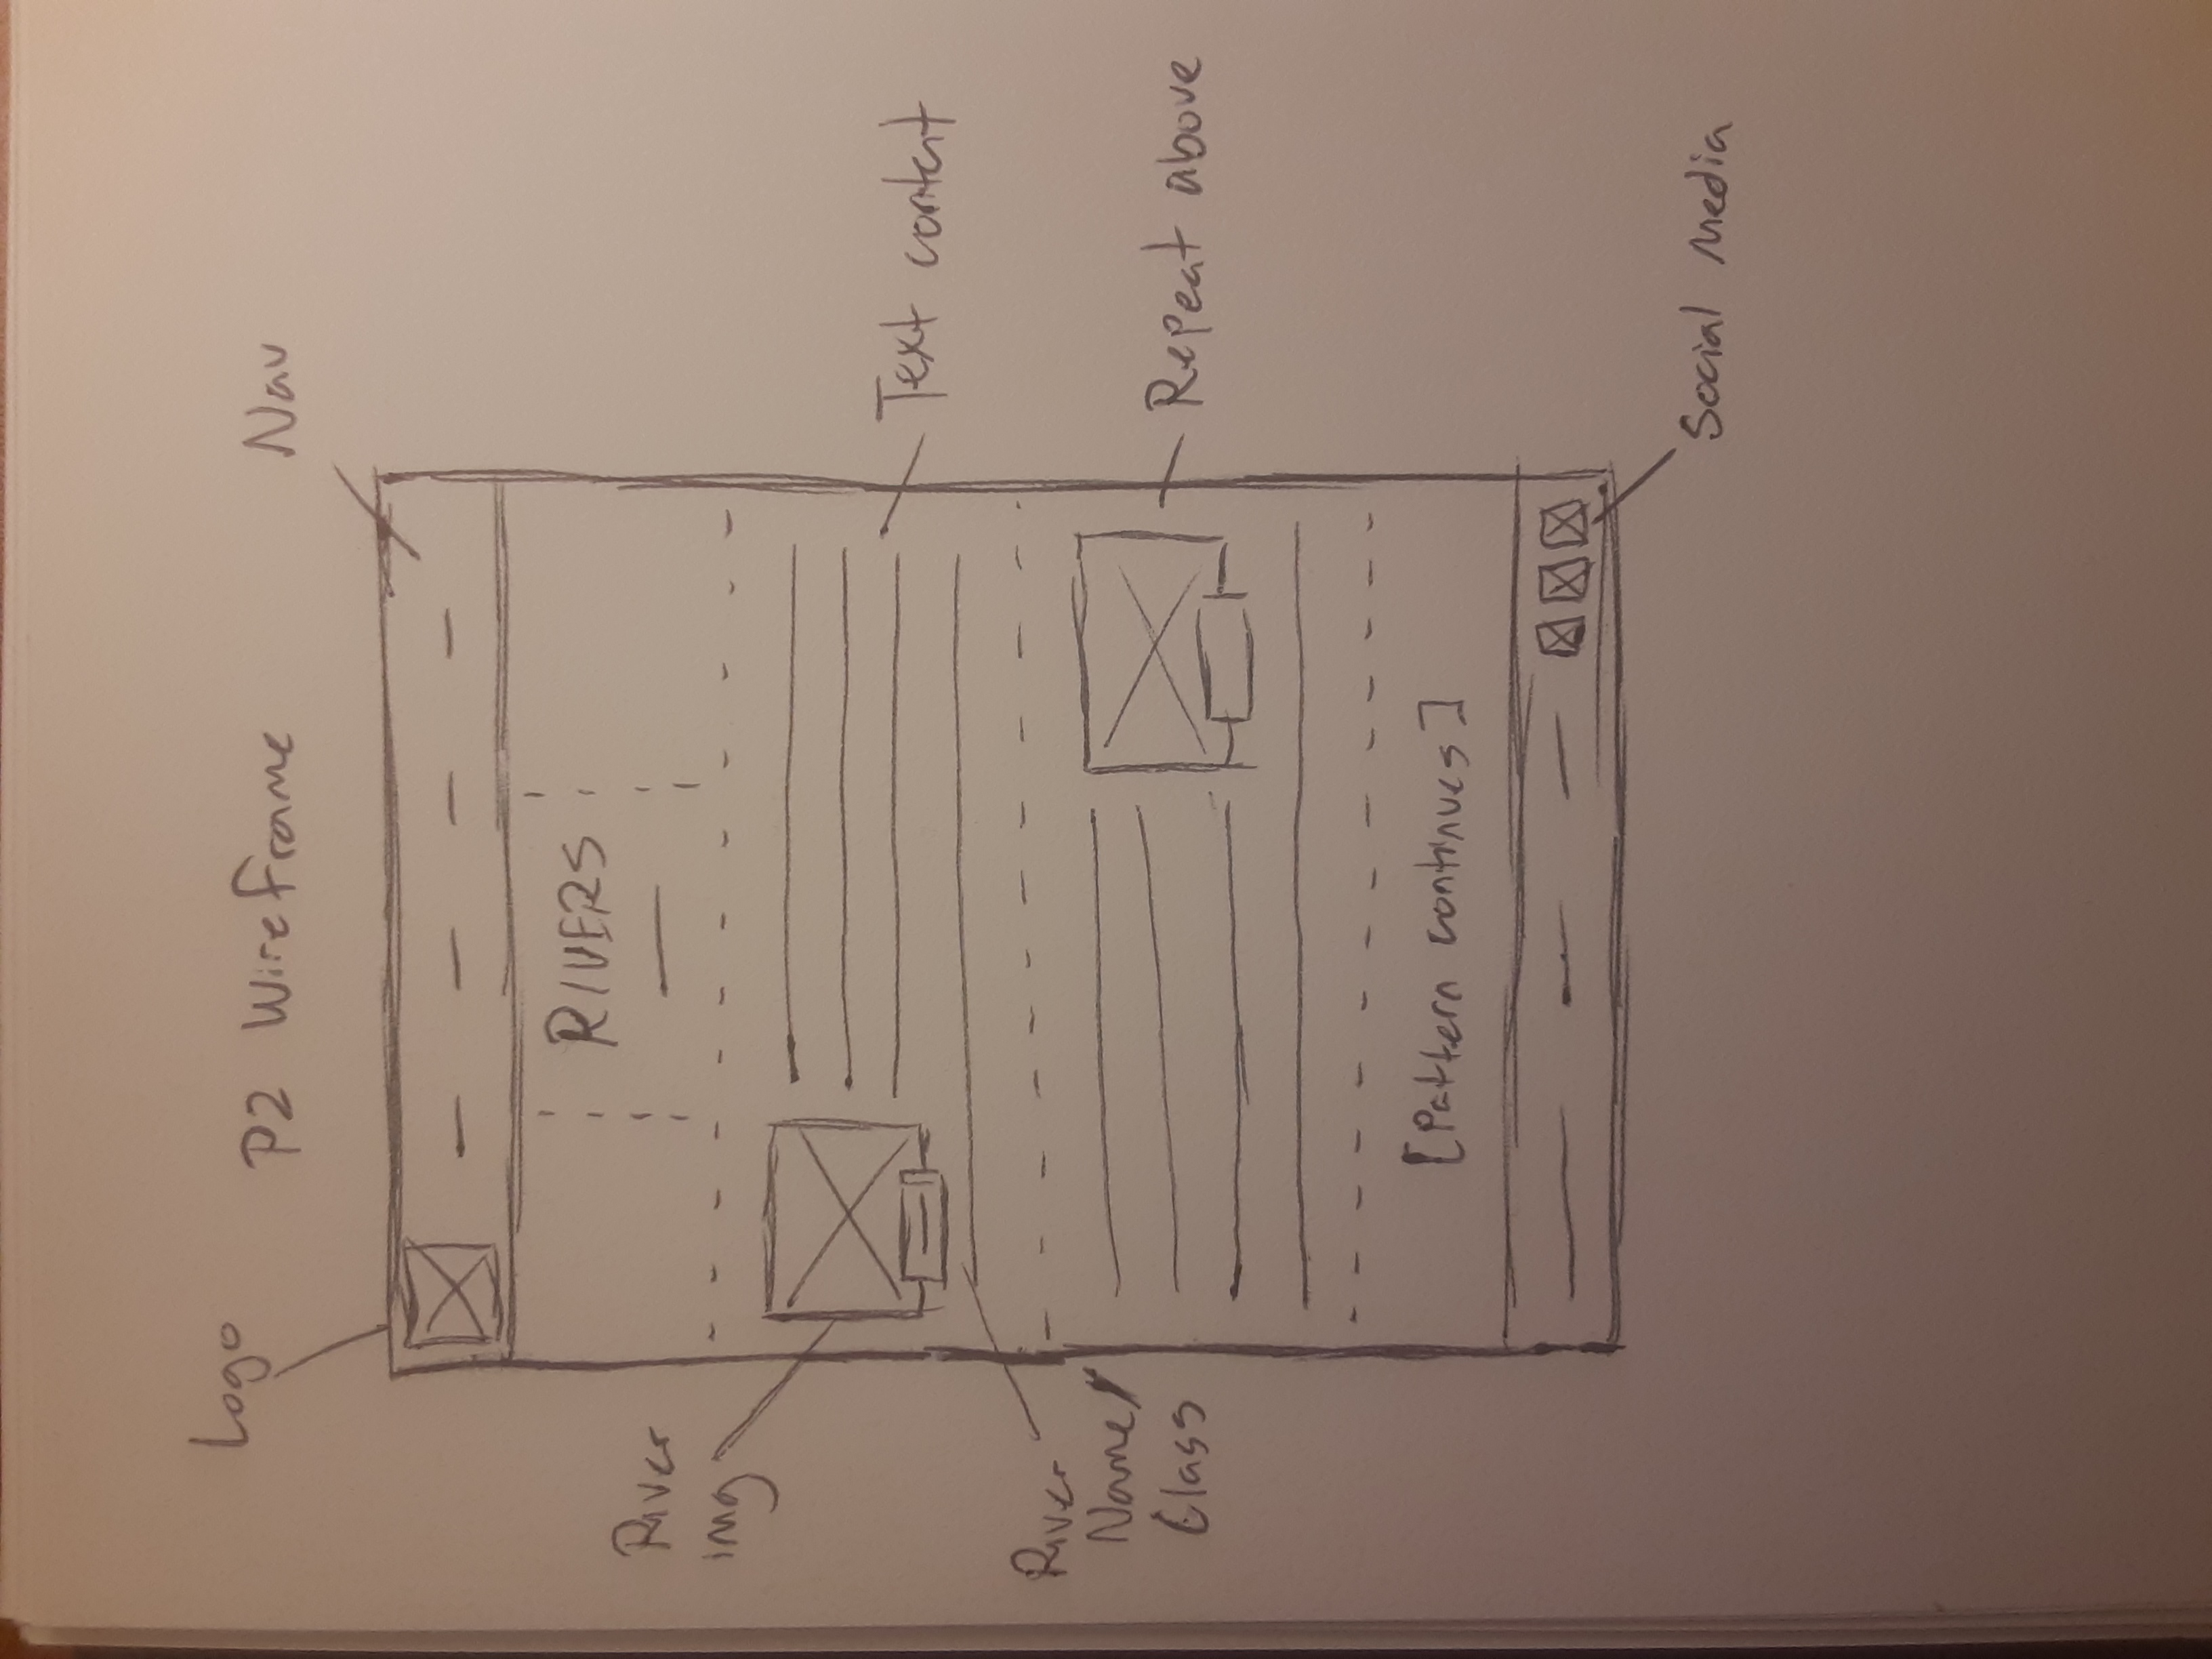 Logo
P2 Wireframe
Nav
RIVERS
River
img
Text content
River
Name/
Class
Repeat above
[Pattern continues]
Social Media